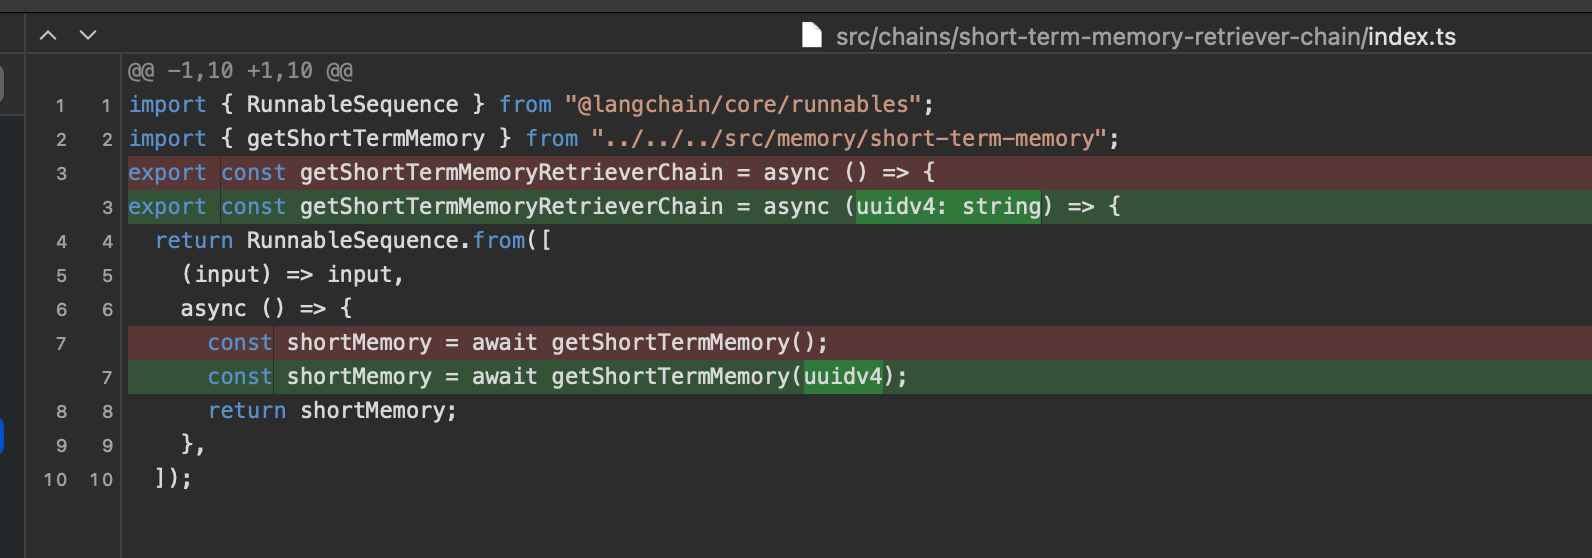 src/chains/short-term-memory-retriever-chain/index.ts
@@ -1,10 +1,10 @@
1 1 import { RunnableSequence } from "@langchain/core/runnables";
2 2 import { getShortTermMemory } from "../../../src/memory/short-term-memory";
3 export const getShortTermMemoryRetrieverChain = async () => {
3 export const getShortTermMemoryRetrieverChain = async (uuidv4: string) => {
4 4 return RunnableSequence.from([
5 5 (input) => input,
6 6 async () => {
7 const shortMemory = await getShortTermMemory();
7 const shortMemory = await getShortTermMemory(uuidv4);
8 8 return shortMemory;
9 9 },
10 10 ]);